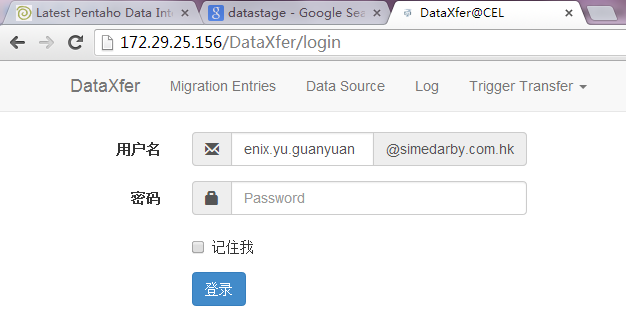 Latest Pentaho Data Inte
datastage - Google Sea
DataXfer@CEL
172.29.25.156/DataXfer/login
DataXfer Migration Entries Data Source Log Trigger Transfer
用户名 enix.yu.guanyuan @simedarby.com.hk
密码 Password
记住我
登录